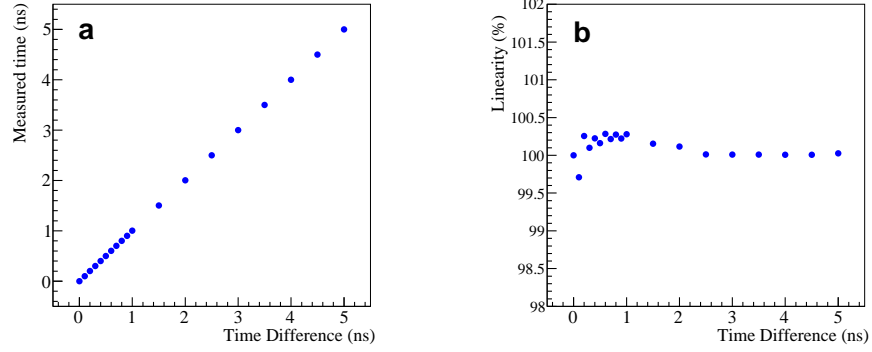 a
Measured time (ns)
5
4
3
2
1
0
0 1 2 3 4 5
Time Difference (ns)
b
Linearity (%)
102
101.5
101
100.5
100
99.5
99
98.5
98
0 1 2 3 4 5
Time Difference (ns)